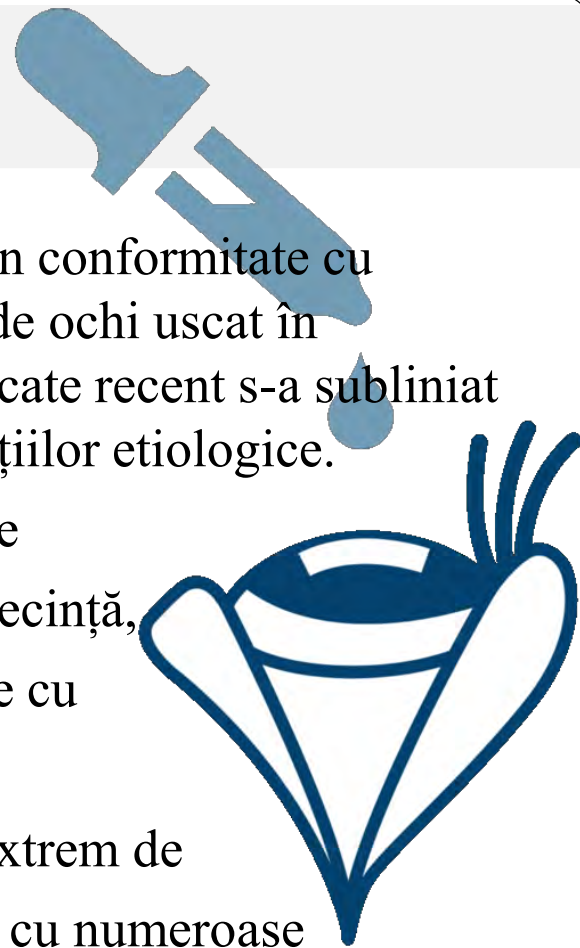 n conformitate cu
de ochi uscat în
cate recent s-a subliniat
țiilor etiologice.
e
ecință,
e cu
xtrem de
cu numeroase